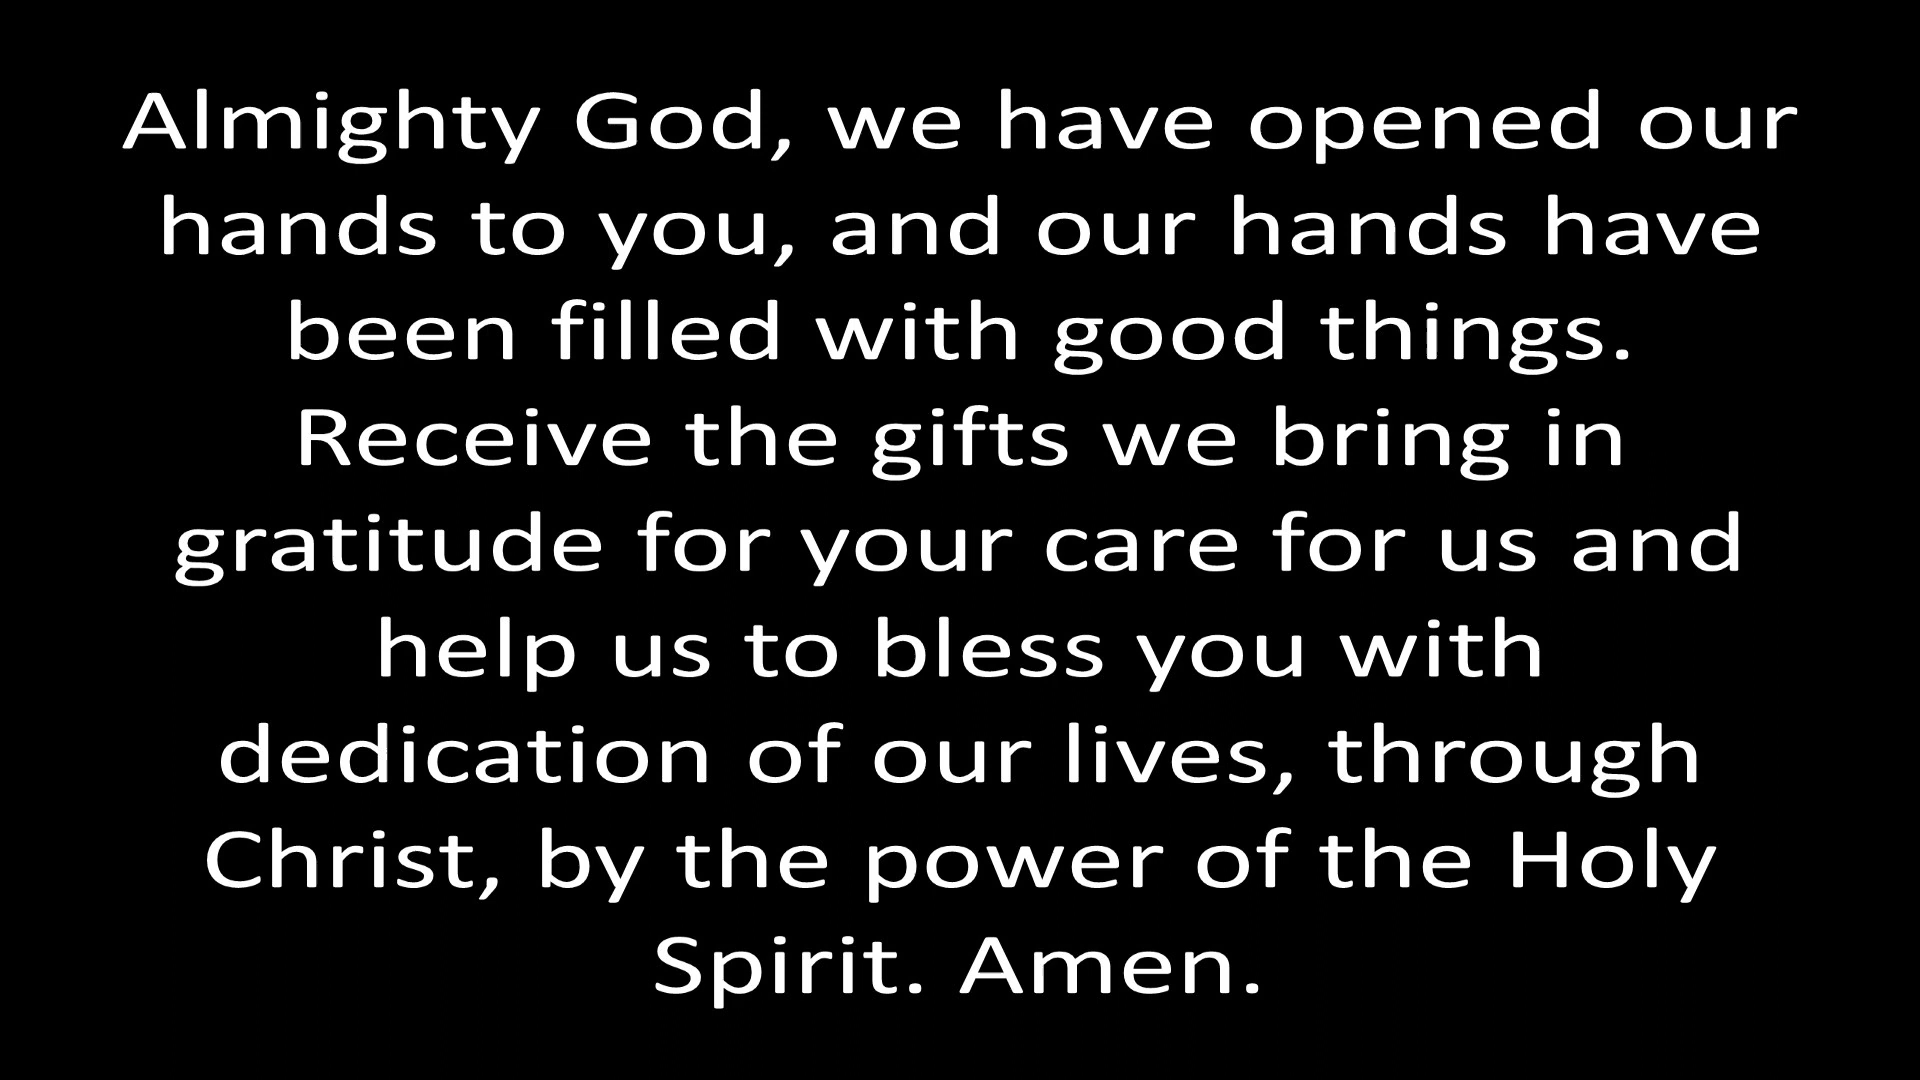 Almighty God, we have opened our
hands to you, and our hands have
been filled with good things.
Receive the gifts we bring in
gratitude for your care for us and
help us to bless you with
dedication of our lives, through
Christ, by the power of the Holy
Spirit. Amen.